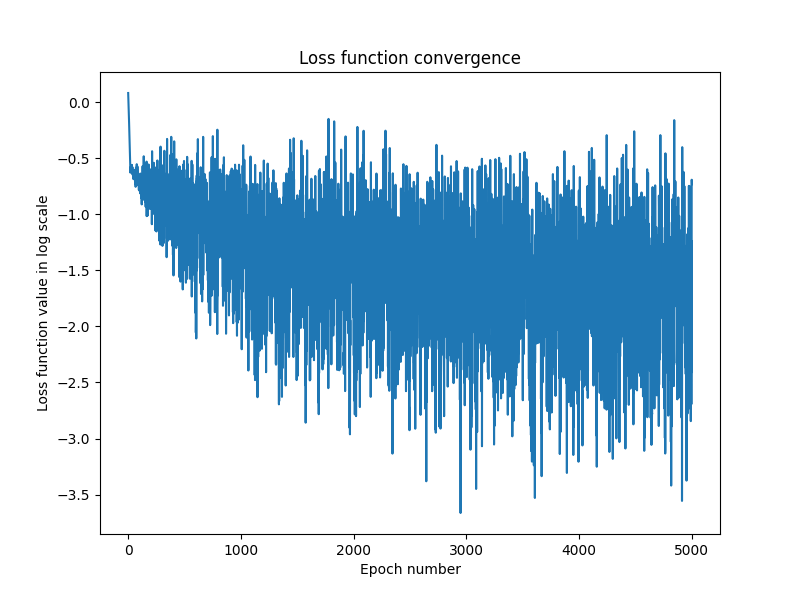 Loss function convergence
0.0
−0.5
−1.0
−1.5
−2.0
−2.5
−3.0
−3.5
Loss function value in log scale
0 1000 2000 3000 4000 5000
Epoch number